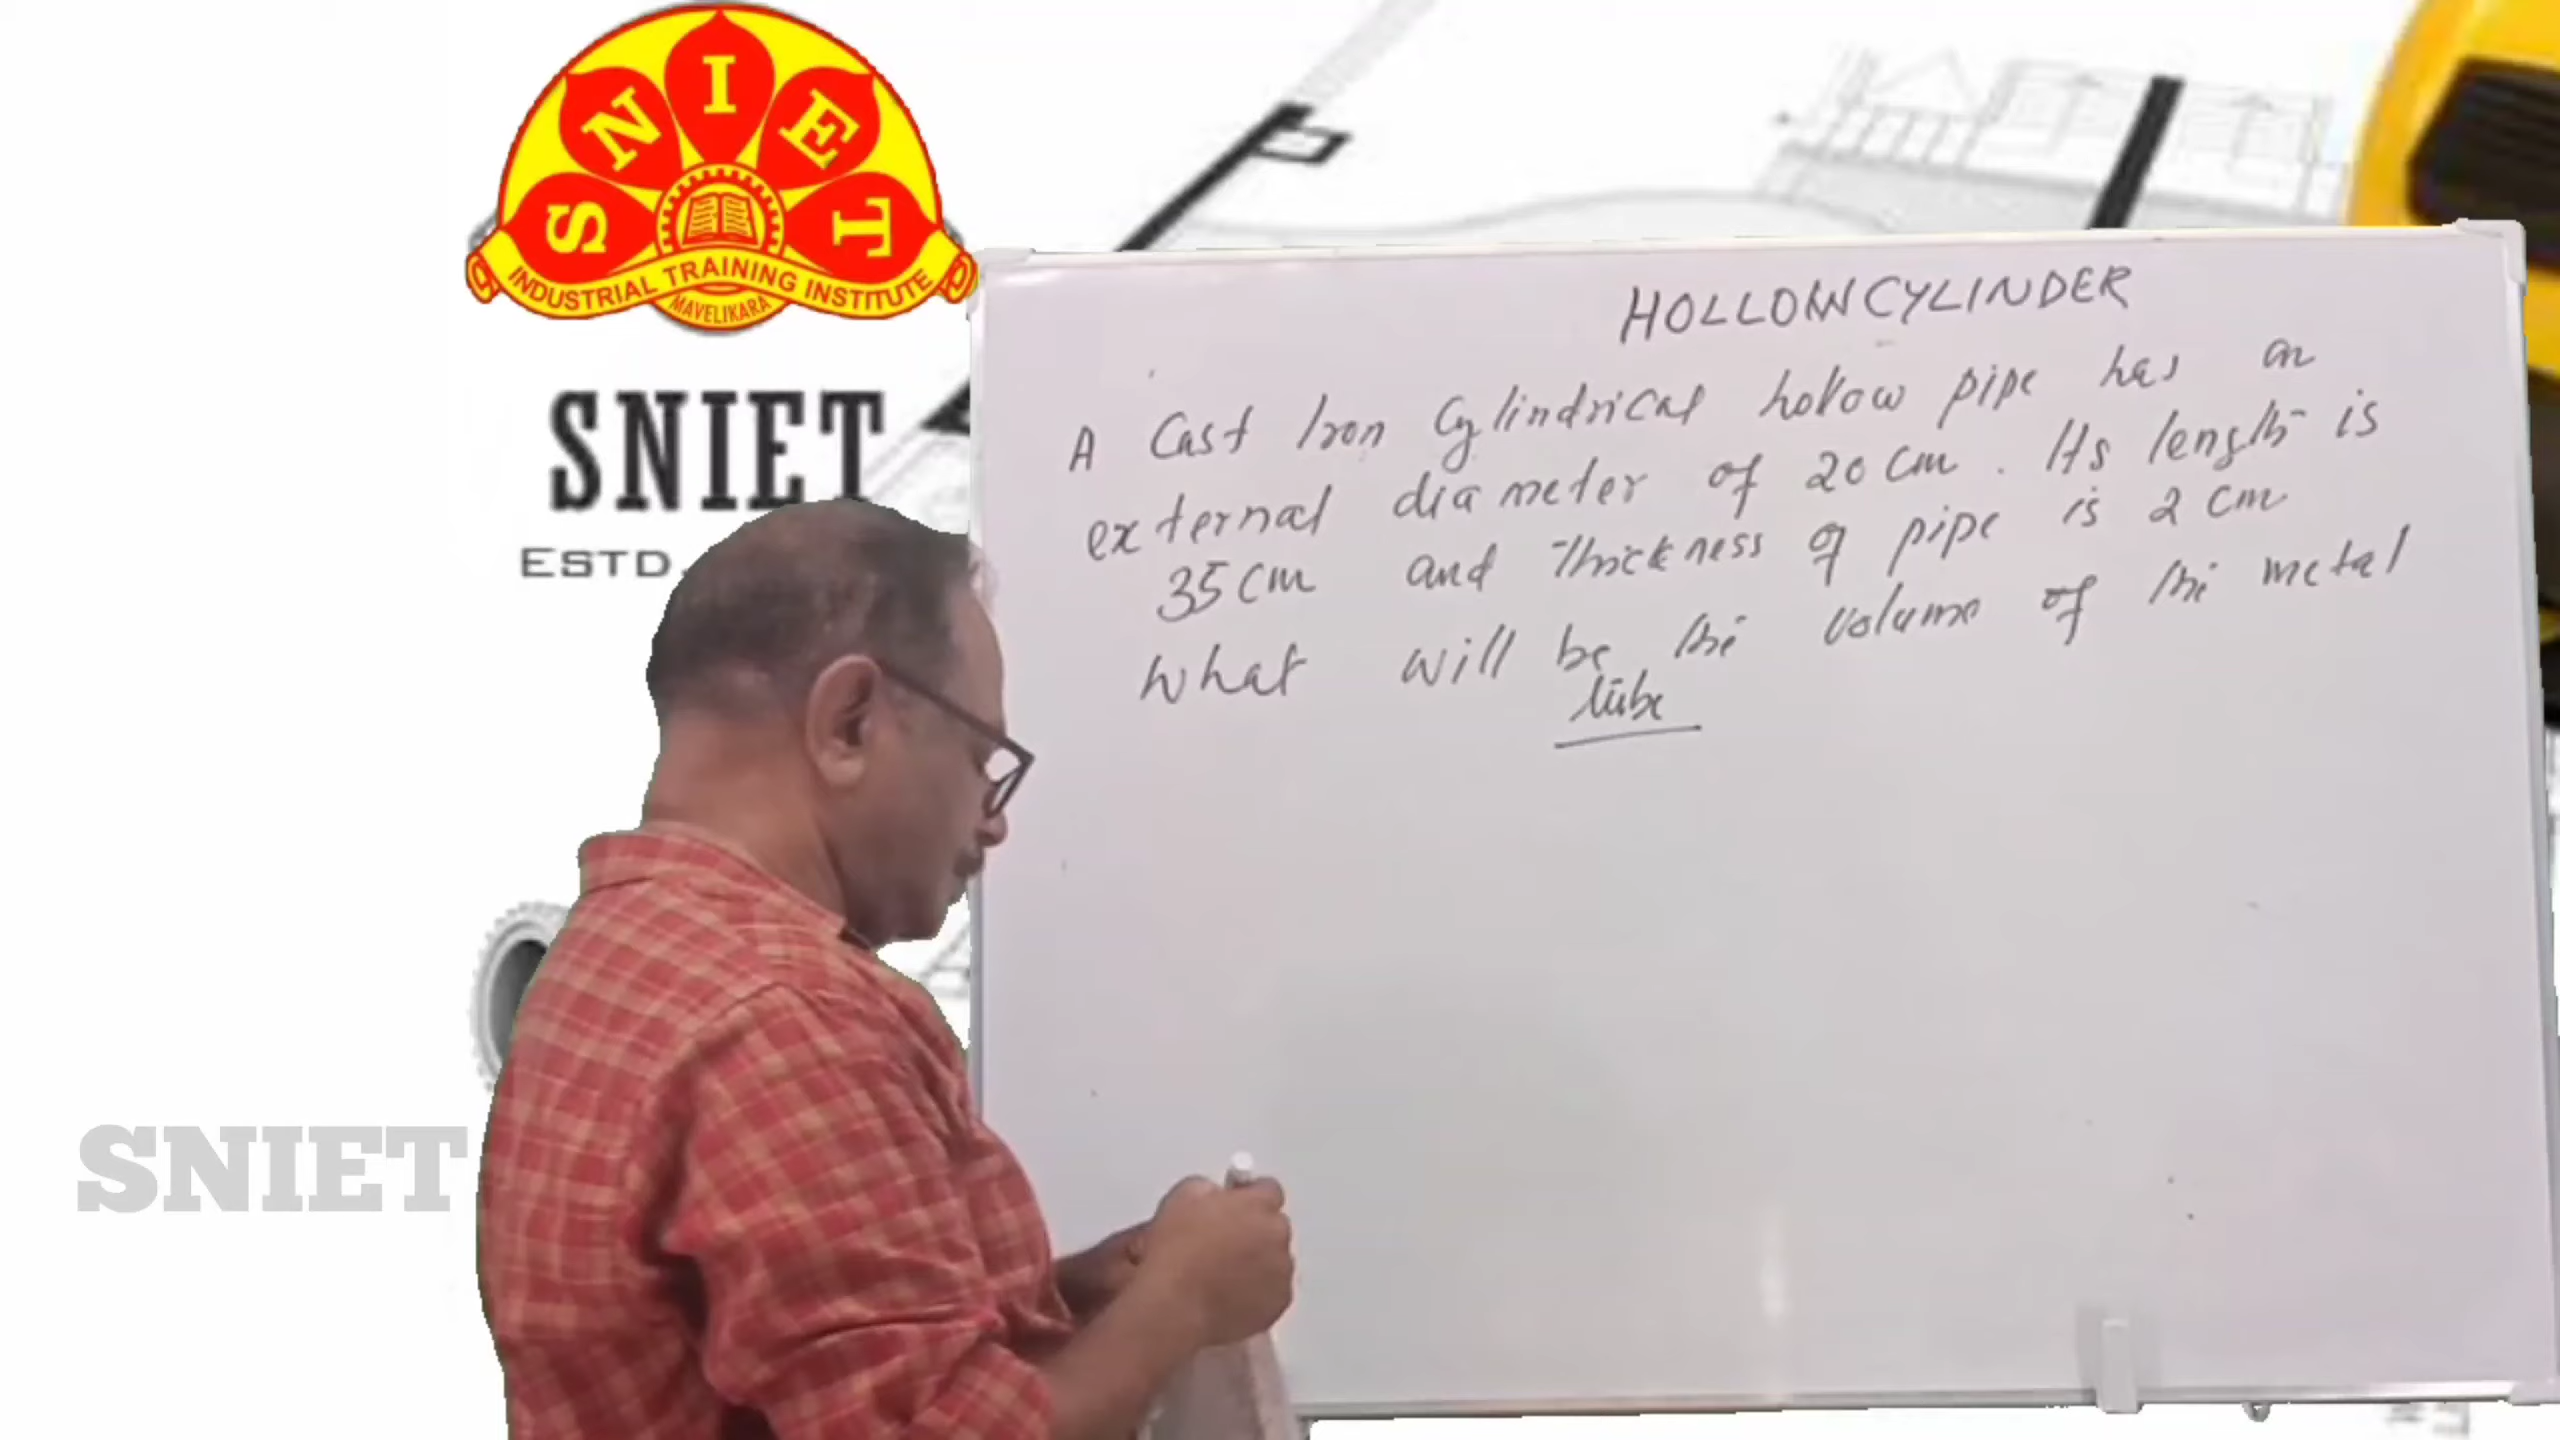 SNIET
INDUSTRIAL TRAINING INSTITUTE
MAVELIKARA
SNIET
ESTD.
SNIET
HOLLOW CYLINDER
A Cast Iron Cylindrical hollow pipe has an
external diameter of 20 cm. Its length is
35 cm and thickness of pipe is 2 cm
what will be the volume of the metal
tube